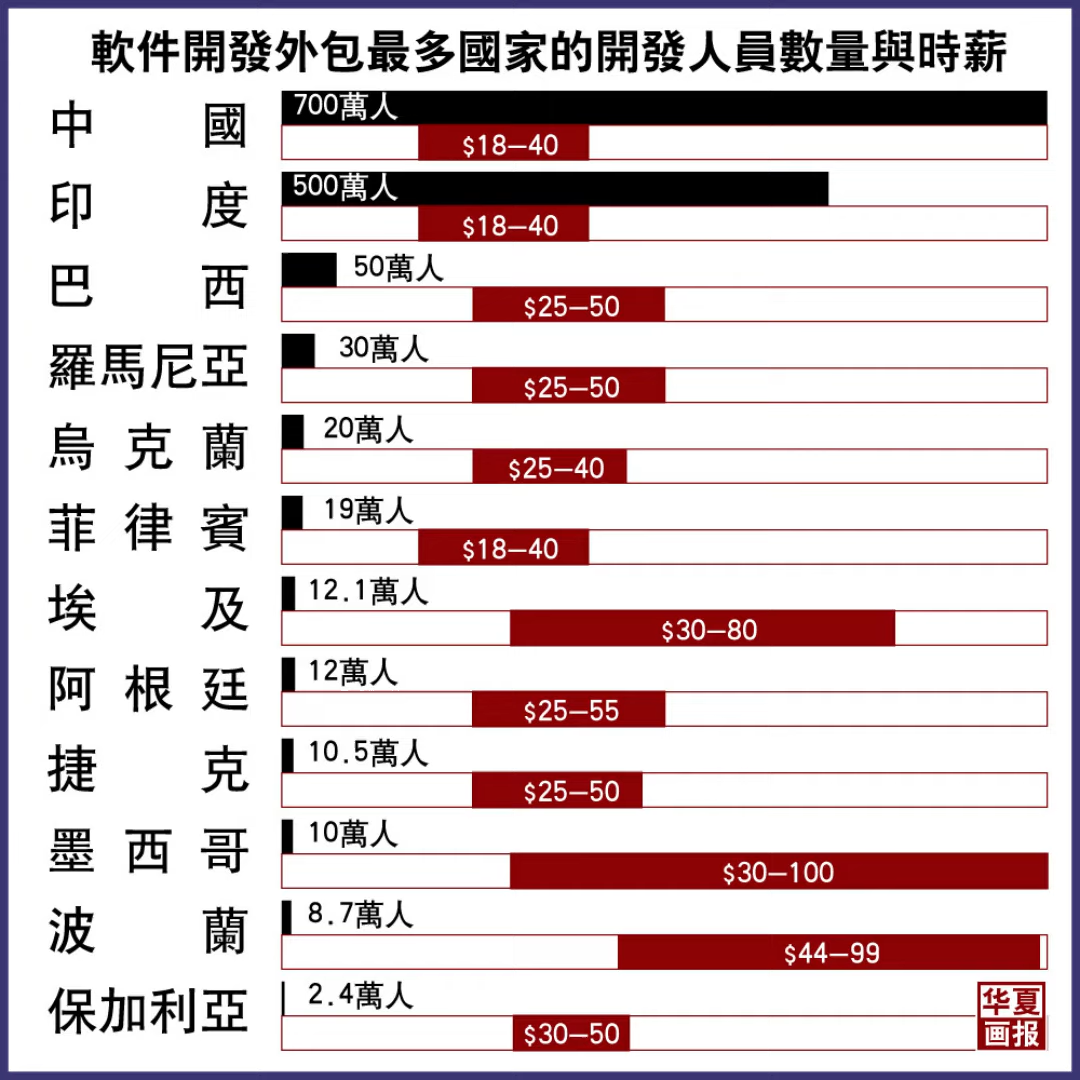 軟件開發外包最多國家的開發人員數量與時薪
中國
700萬人
$18—40
印度
500萬人
$18—40
巴西
50萬人
$25—50
羅馬尼亞
30萬人
$25—50
烏克蘭
20萬人
$25—40
菲律賓
19萬人
$18—40
埃及
12.1萬人
$30—80
阿根廷
12萬人
$25—55
捷克
10.5萬人
$25—50
墨西哥
10萬人
$30—100
波蘭
8.7萬人
$44—99
保加利亞
2.4萬人
$30—50
华夏
画报